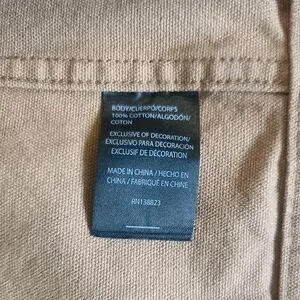 BODY/CUERPO/CORPS
100% COTTON/ALGODÓN/
COTON
EXCLUSIVE OF DECORATION/
EXCLUSIVO PARA DECORACIÓN
EXCLUSIF DE DÉCORATION
MADE IN CHINA / HECHO EN
CHINA / FABRIQUÉ EN CHINE
RN138823